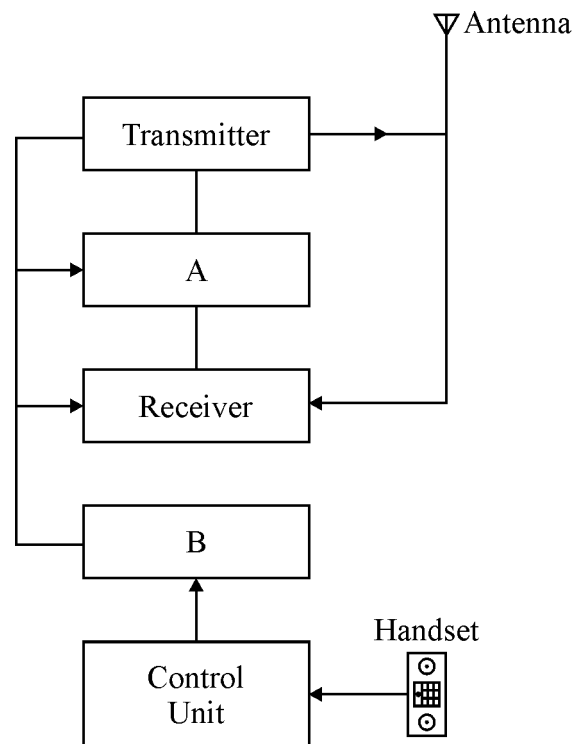 Antenna
Transmitter
A
Receiver
B
Handset
Control
Unit